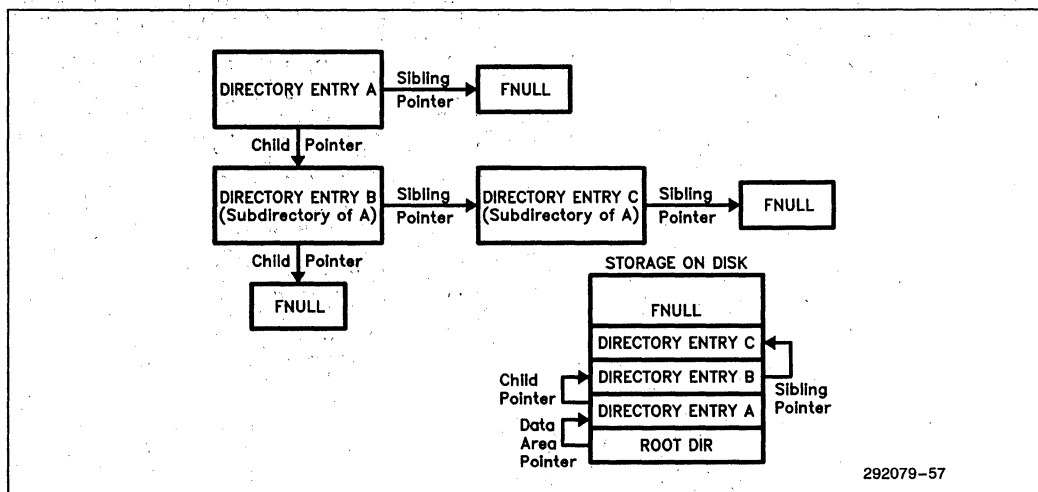 DIRECTORY ENTRY A
Sibling
Pointer
FNULL
Child Pointer
DIRECTORY ENTRY B
(Subdirectory of A)
Sibling
Pointer
DIRECTORY ENTRY C
(Subdirectory of A)
Sibling
Pointer
FNULL
Child Pointer
FNULL
STORAGE ON DISK
FNULL
DIRECTORY ENTRY C
DIRECTORY ENTRY B
DIRECTORY ENTRY A
ROOT DIR
Child
Pointer
Data
Area
Pointer
Sibling
Pointer
292079-57